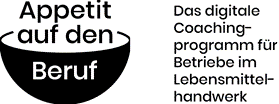 Appetit
auf den
Beruf
Das digitale
Coaching-
programm für
Betriebe im
Lebensmittel-
handwerk